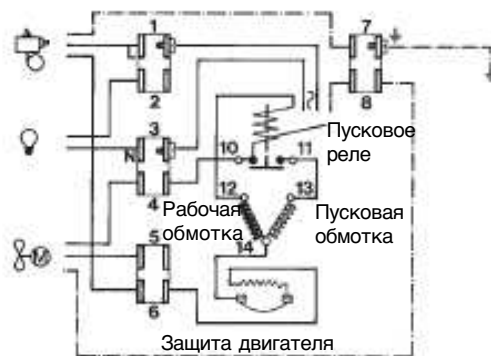 1
7
2
8
3
N
Пусковое
реле
10
11
4
12
13
Рабочая
обмотка
Пусковая
обмотка
14
5
M
6
Защита двигателя